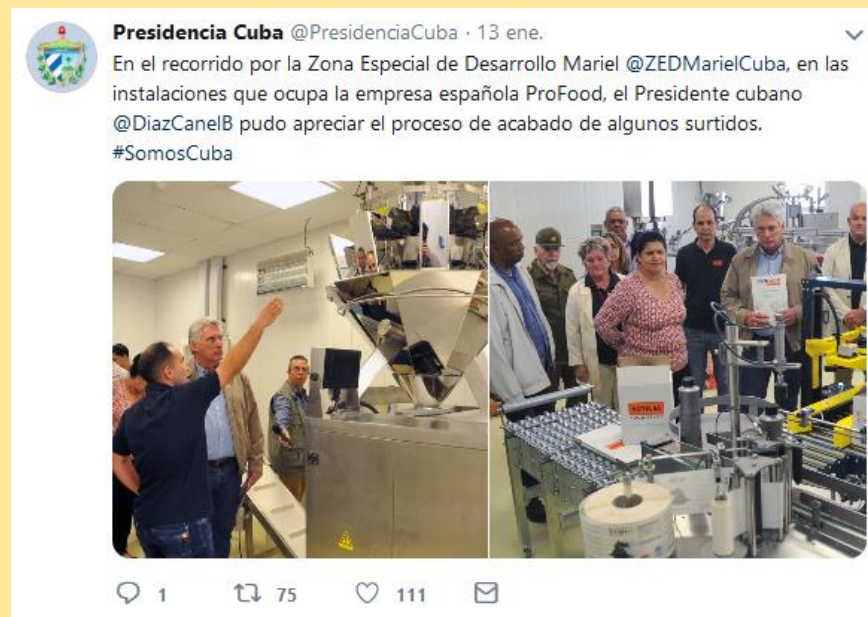 Presidencia Cuba @PresidenciaCuba · 13 ene.
En el recorrido por la Zona Especial de Desarrollo Mariel @ZEDMarielCuba, en las
instalaciones que ocupa la empresa española ProFood, el Presidente cubano
@DiazCanelB pudo apreciar el proceso de acabado de algunos surtidos.
#SomosCuba
1 75 111